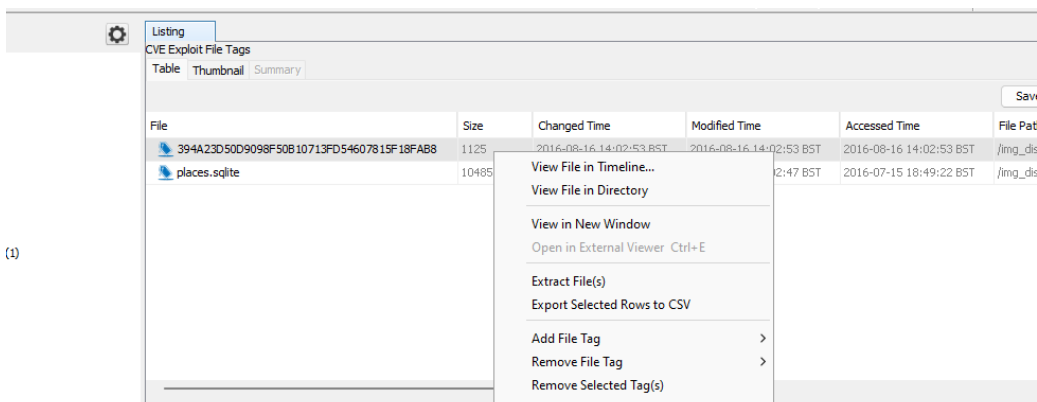 Listing
CVE Exploit File Tags
Table Thumbnail Summary
Save
File Size Changed Time Modified Time Accessed Time File Pat
394A23D50D9098F50B10713FD54607815F18FAB8 1125 2016-08-16 14:02:53 BST 2016-08-16 14:02:53 BST 2016-08-16 14:02:53 BST /img_dis
places.sqlite 10485 02:47 BST 2016-07-15 18:49:22 BST /img_dis
View File in Timeline...
View File in Directory
View in New Window
(1)
Open in External Viewer Ctrl+E
Extract File(s)
Export Selected Rows to CSV
Add File Tag >
Remove File Tag >
Remove Selected Tag(s)